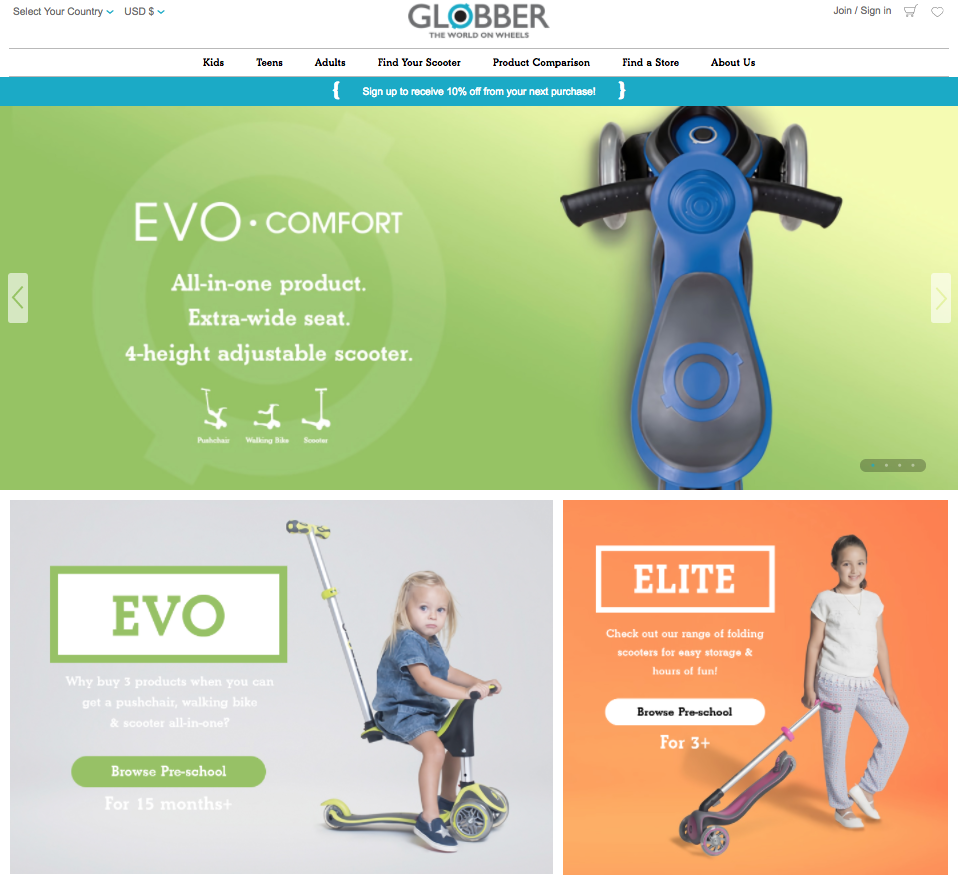 Select Your Country USD $
GLOBBER
THE WORLD ON WHEELS
Join / Sign in
Kids Teens Adults Find Your Scooter Product Comparison Find a Store About Us
{ Sign up to receive 10% off from your next purchase! }
EVO · COMFORT
All-in-one product.
Extra-wide seat.
4-height adjustable scooter.
Pushchair Walking Bike Scooter
EVO
Why buy 3 products when you can
get a pushchair, walking bike
& scooter all-in-one?
Browse Pre-school
For 15 months+
ELITE
Check out our range of folding
scooters for easy storage &
hours of fun!
Browse Pre-school
For 3+